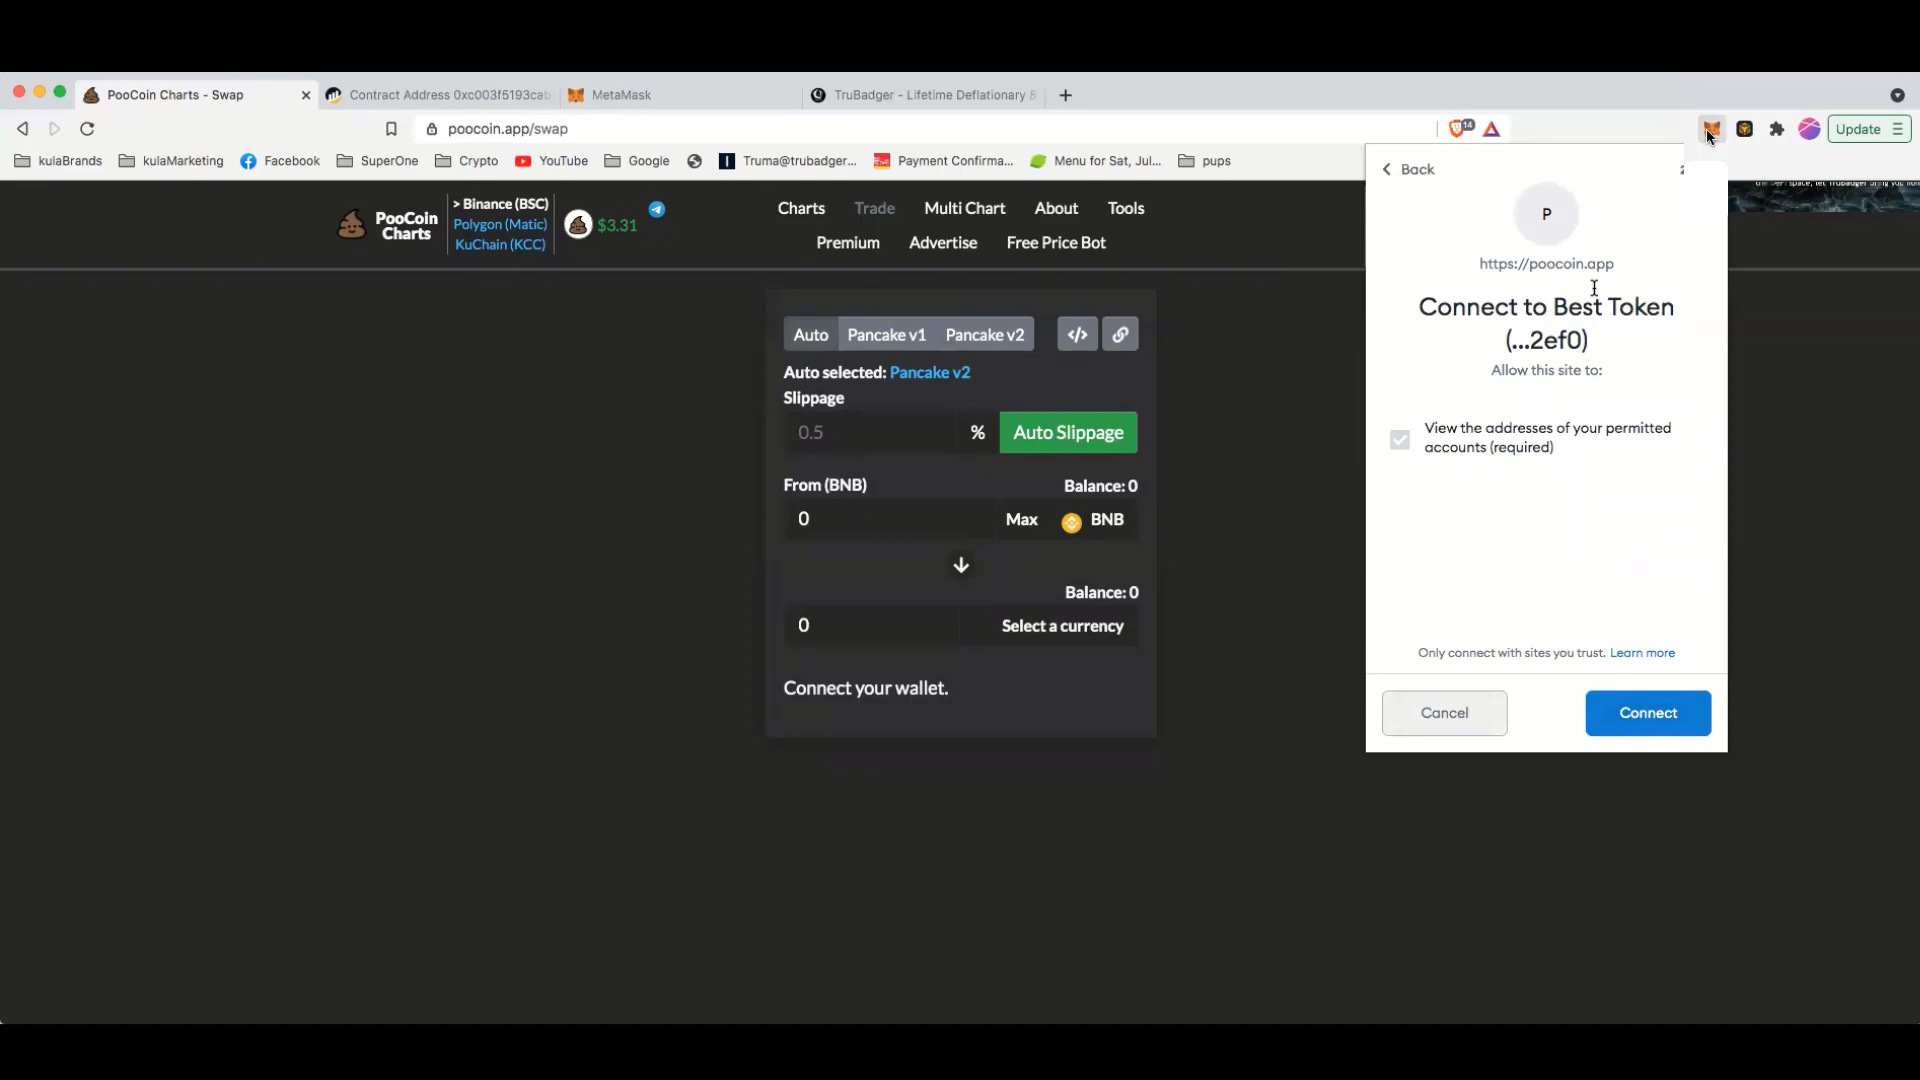 PooCoin Charts - Swap
Contract Address 0xc003f5193cab
MetaMask
TruBadger - Lifetime Deflationary
poocoin.app/swap
14
Update
kulaBrands
kulaMarketing
Facebook
SuperOne
Crypto
YouTube
Google
Truma@trubadger...
Payment Confirma...
Menu for Sat, Jul...
pups
PooCoin
Charts
> Binance (BSC)
Polygon (Matic)
KuChain (KCC)
$3.31
Charts
Trade
Multi Chart
About
Tools
Premium
Advertise
Free Price Bot
Auto
Pancake v1
Pancake v2
Auto selected: Pancake v2
Slippage
0.5
%
Auto Slippage
From (BNB)
Balance: 0
0
Max
BNB
Balance: 0
0
Select a currency
Connect your wallet.
Back
P
https://poocoin.app
Connect to Best Token
(...2ef0)
Allow this site to:
View the addresses of your permitted
accounts (required)
Only connect with sites you trust. Learn more
Cancel
Connect